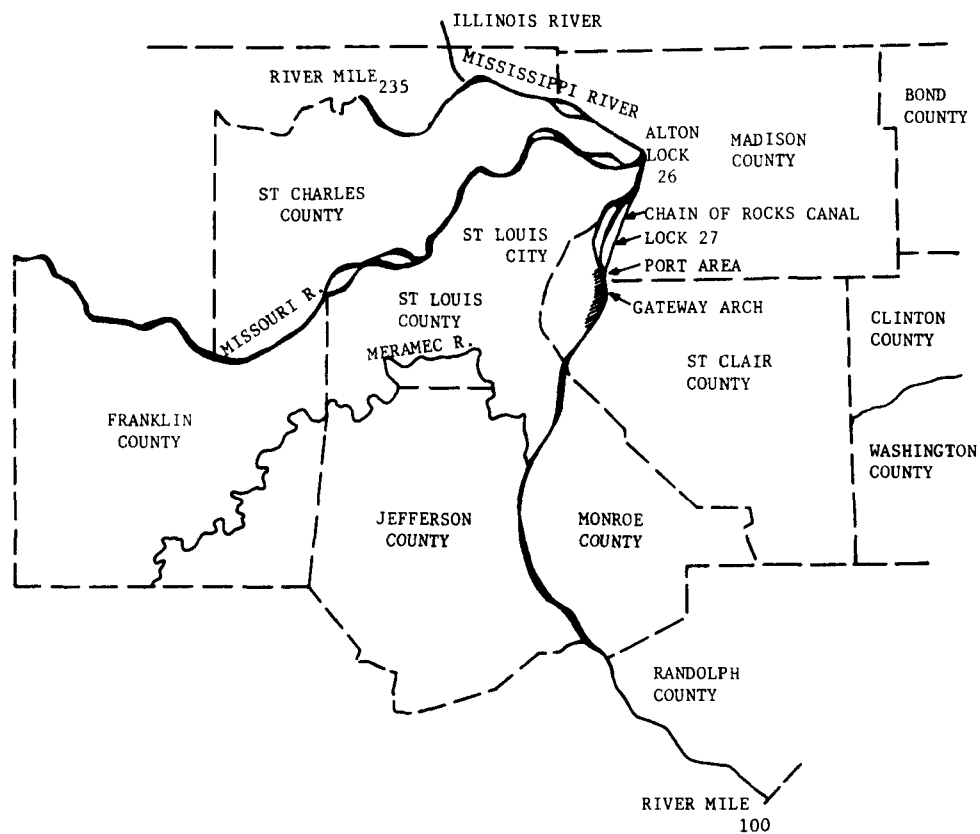 ILLINOIS RIVER
MISSISSIPPI RIVER
RIVER MILE 235
BOND
COUNTY
ALTON
LOCK
26
MADISON
COUNTY
ST CHARLES
COUNTY
CHAIN OF ROCKS CANAL
ST LOUIS
CITY
LOCK 27
PORT AREA
GATEWAY ARCH
MISSOURI R.
ST LOUIS
COUNTY
CLINTON
COUNTY
MERAMEC R.
ST CLAIR
COUNTY
FRANKLIN
COUNTY
WASHINGTON
COUNTY
JEFFERSON
COUNTY
MONROE
COUNTY
RANDOLPH
COUNTY
RIVER MILE
100